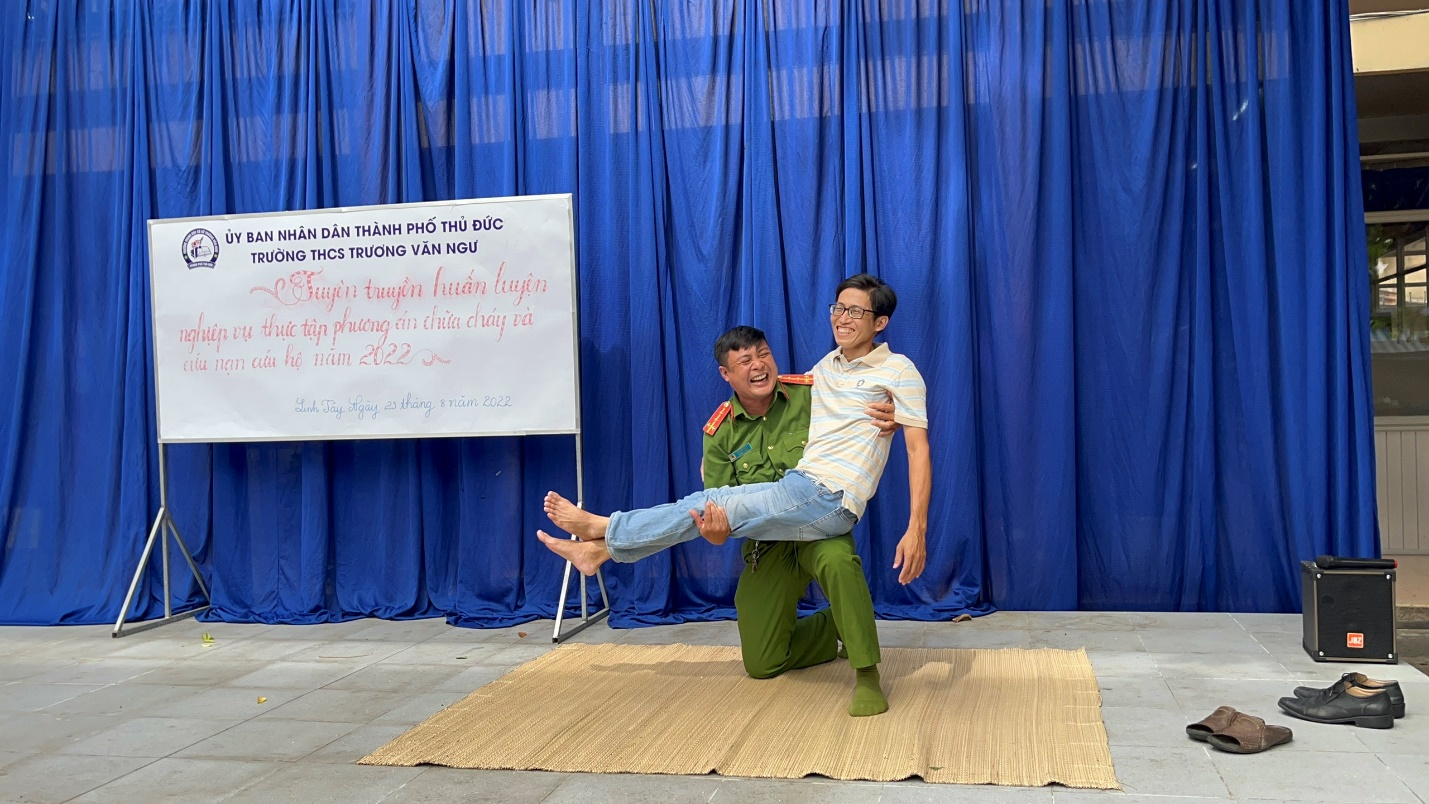 ỦY BAN NHÂN DÂN THÀNH PHỐ THỦ ĐỨC
TRƯỜNG THCS TRƯƠNG VĂN NGƯ
Tuyên truyền huấn luyện
nghiệp vụ thực tập phương án chữa cháy và
cứu nạn cứu hộ năm 2022
Linh Tây, Ngày 23 tháng 8 năm 2022
JBZ